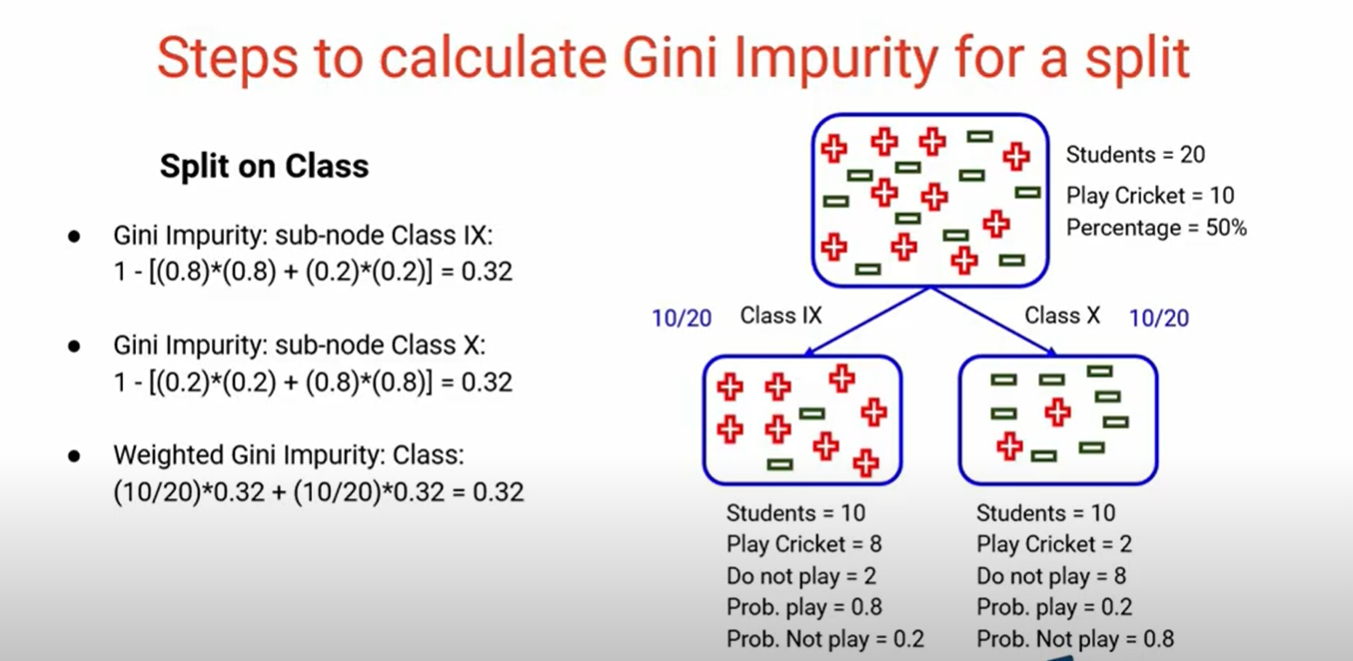 Steps to calculate Gini Impurity for a split
Split on Class
● Gini Impurity: sub-node Class IX:
1 - [(0.8)*(0.8) + (0.2)*(0.2)] = 0.32
● Gini Impurity: sub-node Class X:
1 - [(0.2)*(0.2) + (0.8)*(0.8)] = 0.32
● Weighted Gini Impurity: Class:
(10/20)*0.32 + (10/20)*0.32 = 0.32
Students = 20
Play Cricket = 10
Percentage = 50%
10/20 Class IX
Class X 10/20
Students = 10
Play Cricket = 8
Do not play = 2
Prob. play = 0.8
Prob. Not play = 0.2
Students = 10
Play Cricket = 2
Do not play = 8
Prob. play = 0.2
Prob. Not play = 0.8